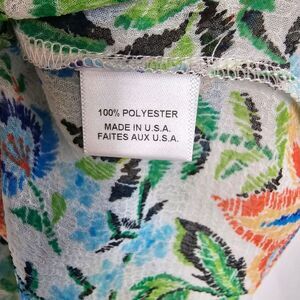 100% POLYESTER
MADE IN U.S.A.
FAITES AUX U.S.A.